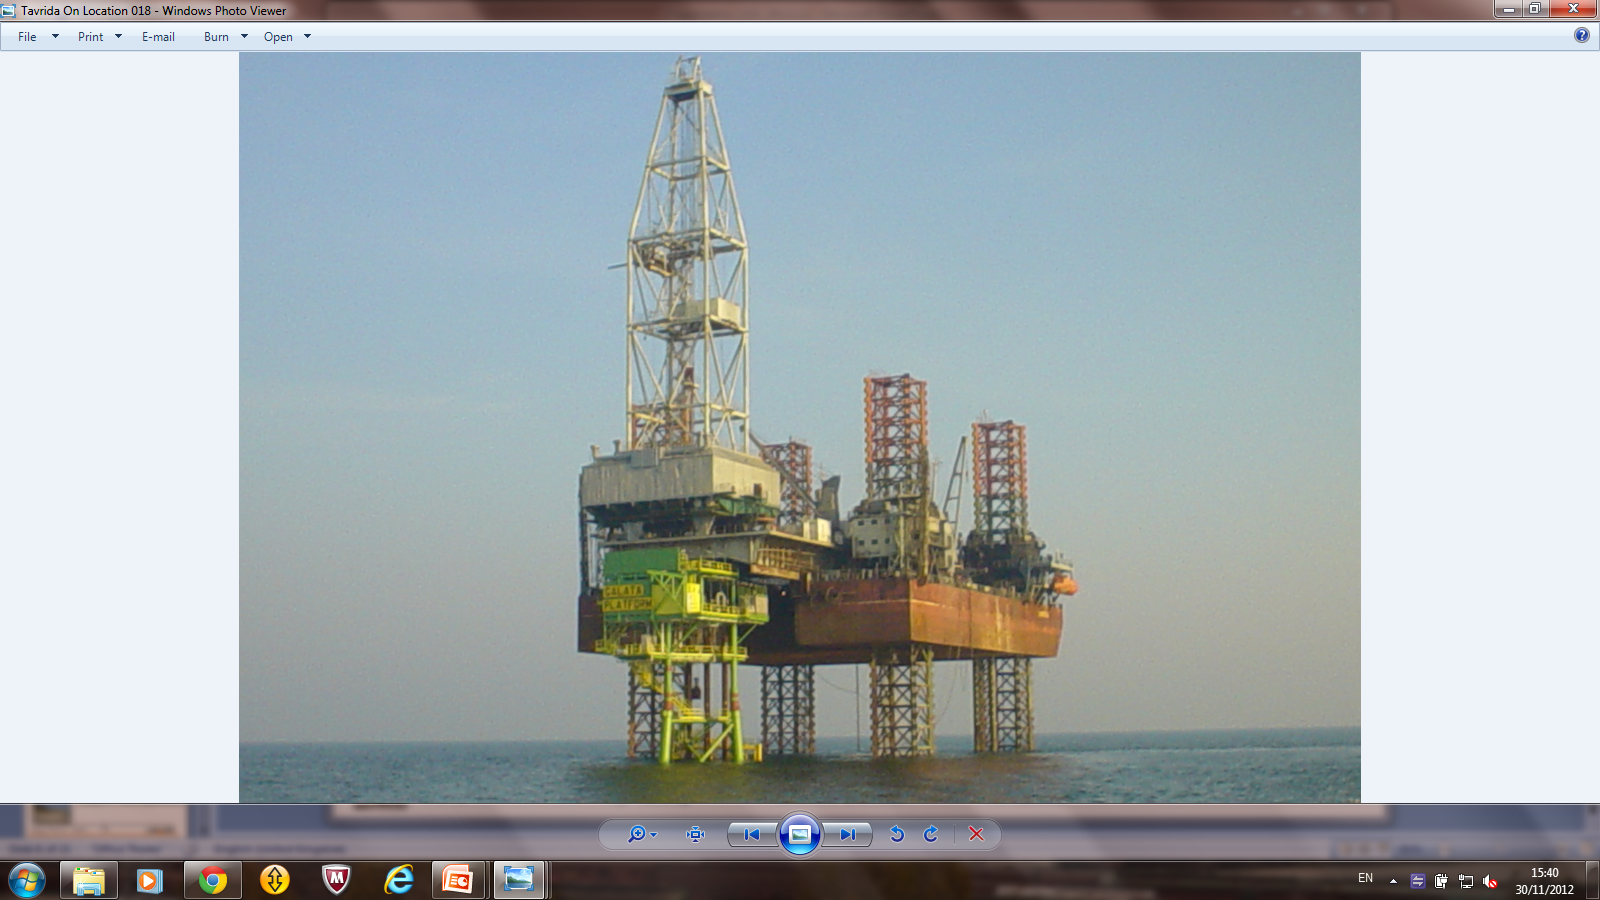 Tavrida On Location 018 - Windows Photo Viewer
File Print E-mail Burn Open
GALATA
PLATFORM
EN
15:40
30/11/2012